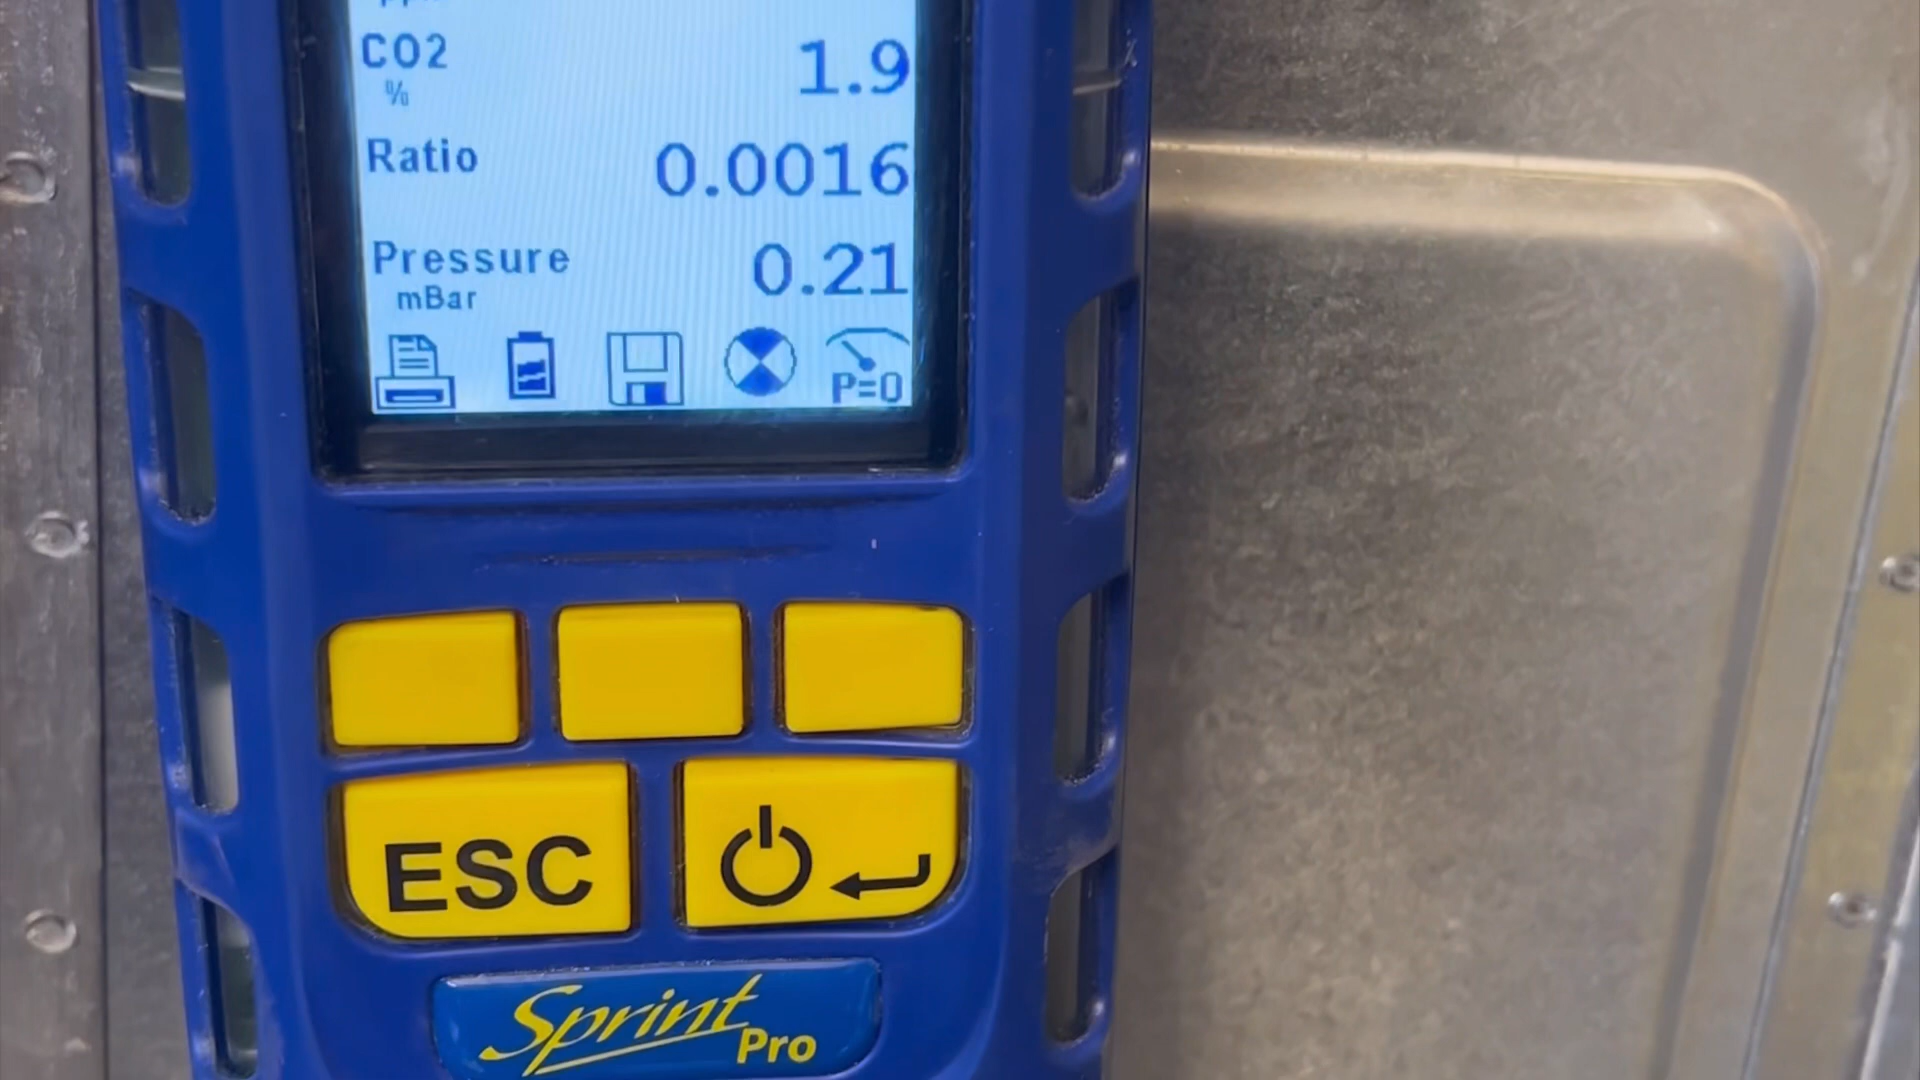 CO2 1.9
%
Ratio 0.0016
Pressure 0.21
mBar
P=0
ESC
Sprint Pro